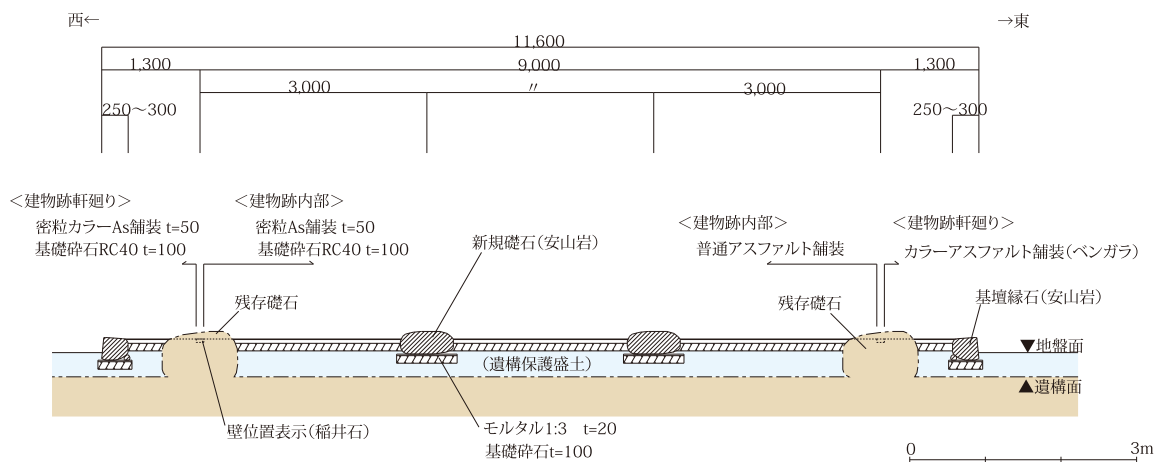 西← →東
11,600
1,300 9,000 1,300
3,000 〃 3,000
250〜300 250〜300
＜建物跡軒廻り＞
密粒カラーAs舗装 t=50
基礎砕石RC40 t=100
＜建物跡内部＞
密粒As舗装 t=50
基礎砕石RC40 t=100
新規礎石(安山岩)
＜建物跡内部＞
普通アスファルト舗装
＜建物跡軒廻り＞
カラーアスファルト舗装(ベンガラ)
残存礎石
残存礎石
基壇縁石(安山岩)
▼地盤面
(遺構保護盛土)
▲遺構面
壁位置表示(稲井石)
モルタル1:3 t=20
基礎砕石t=100
0 3m